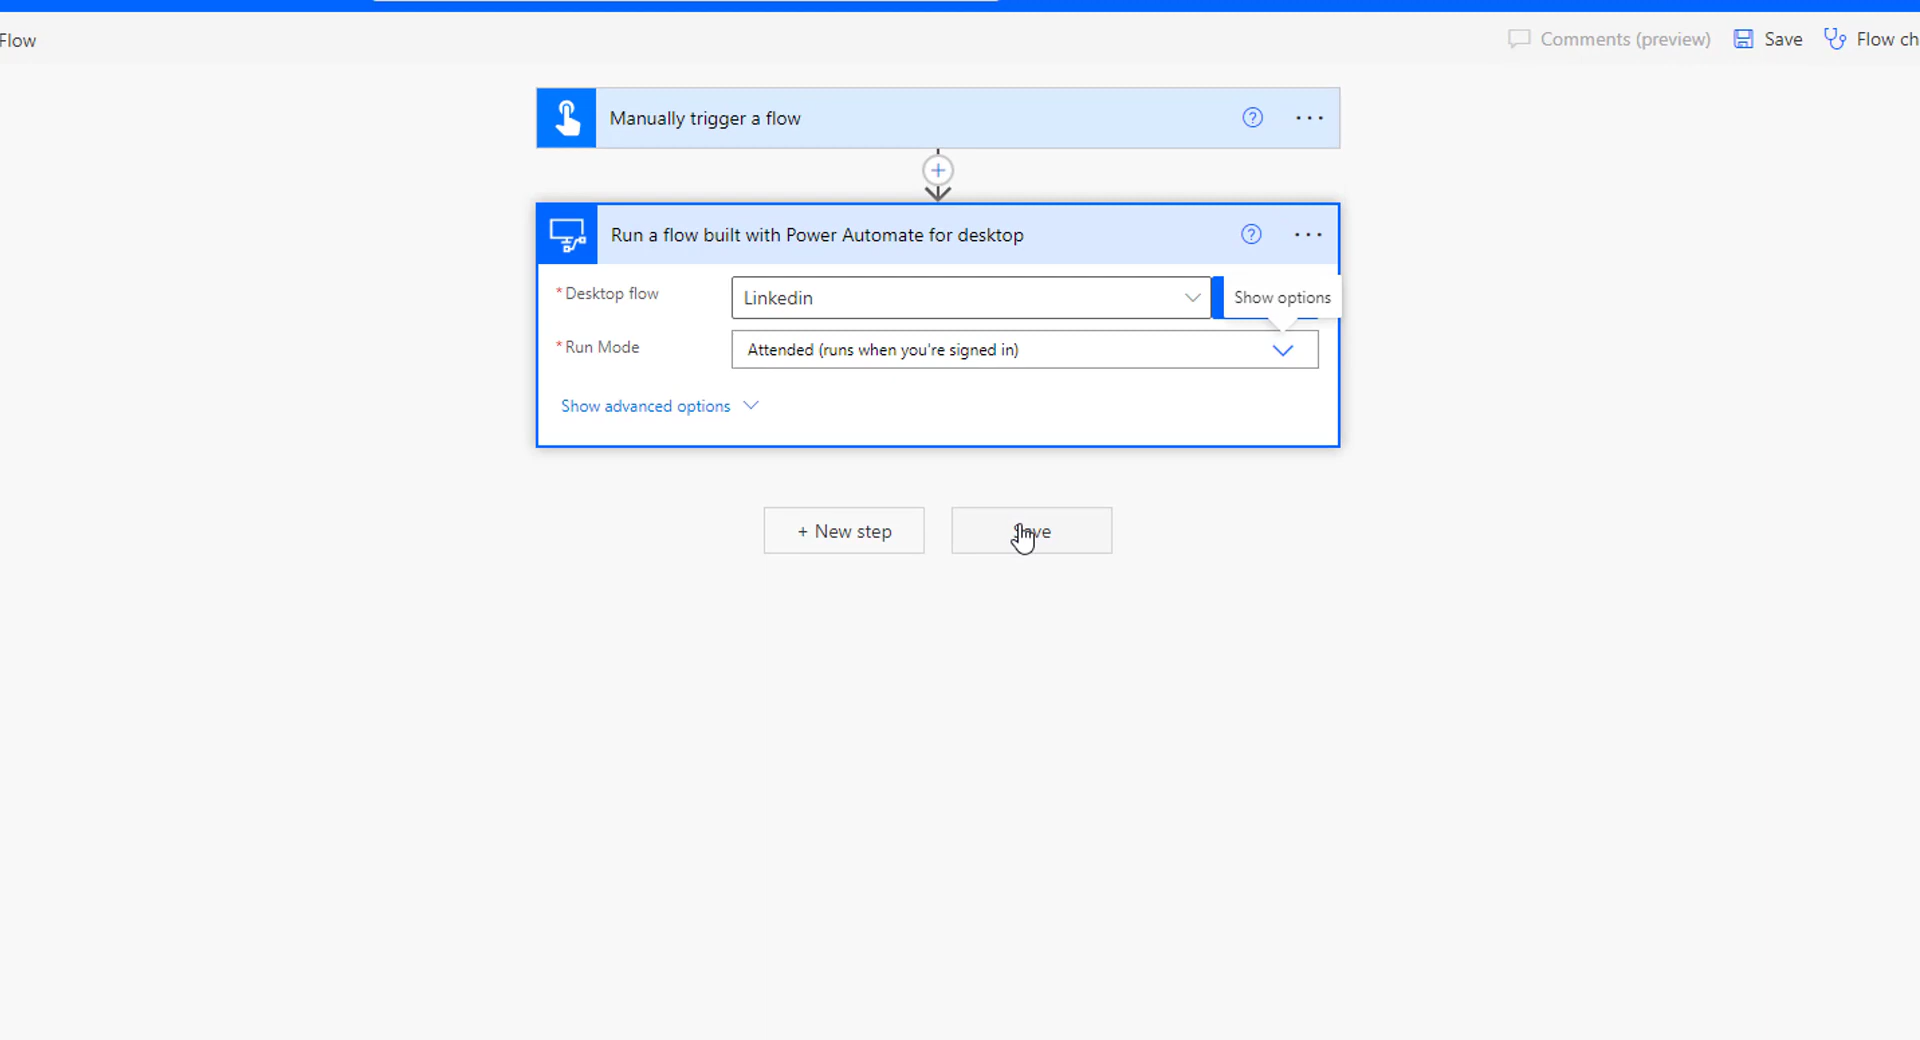 Flow
Comments (preview)
Save
Flow ch
Manually trigger a flow
Run a flow built with Power Automate for desktop
*Desktop flow
Linkedin
Show options
*Run Mode
Attended (runs when you're signed in)
Show advanced options
+ New step